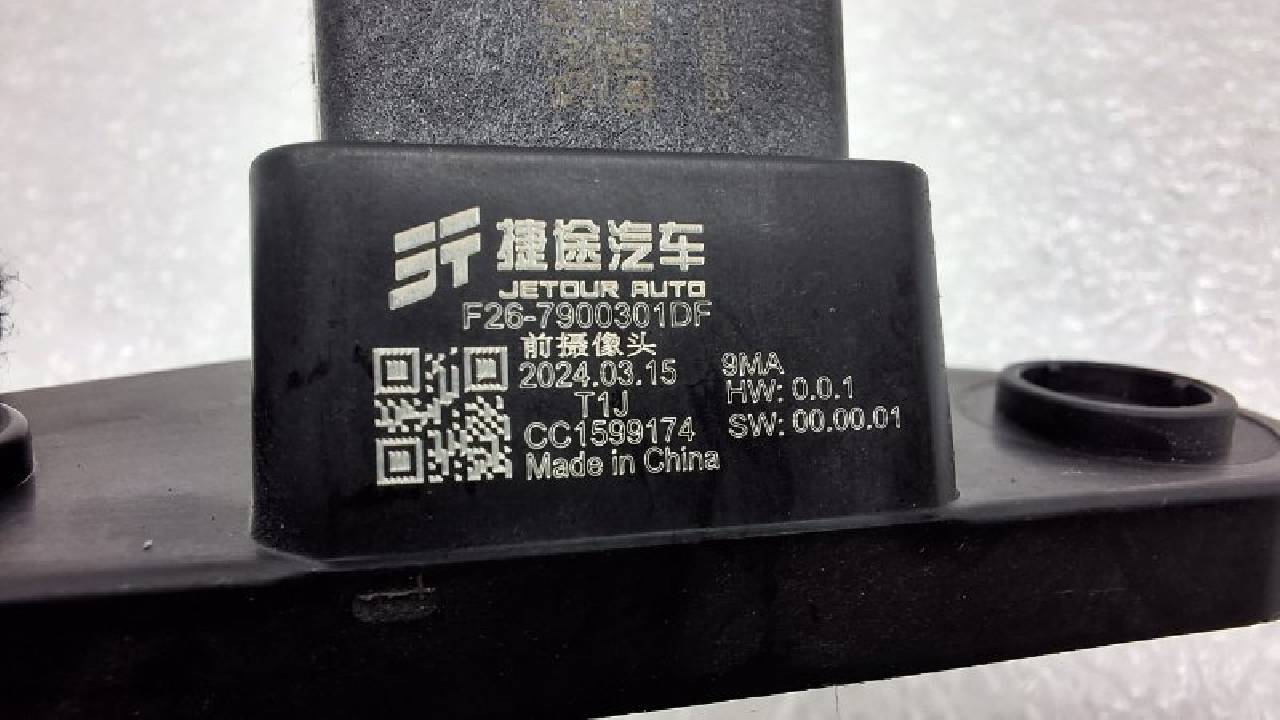 捷途汽车
JETOUR AUTO
F26-7900301DF
前摄像头
2024.03.15
T1J
CC1599174
Made in China
9MA
HW: 0.0.1
SW: 00.00.01